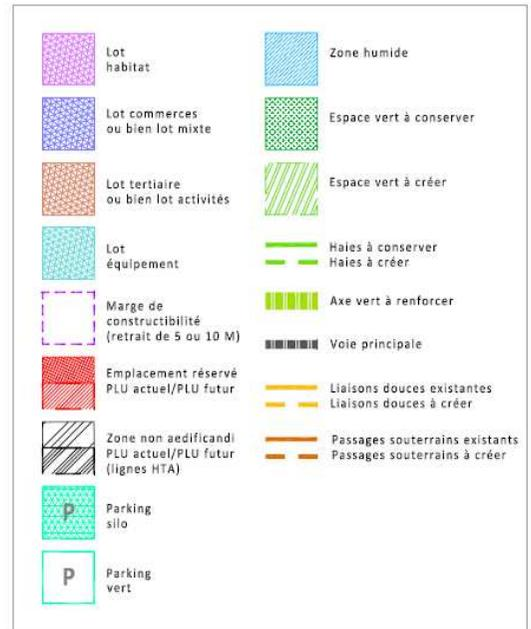 Lot
habitat
Lot commerces
ou bien lot mixte
Lot tertiaire
ou bien lot activités
Lot
équipement
Marge de
constructibilité
(retrait de 5 ou 10 M)
Emplacement réservé
PLU actuel/PLU futur
Zone non aedificandi
PLU actuel/PLU futur
(lignes HTA)
P
Parking
silo
P
Parking
vert
Zone humide
Espace vert à conserver
Espace vert à créer
Haies à conserver
Haies à créer
Axe vert à renforcer
Voie principale
Liaisons douces existantes
Liaisons douces à créer
Passages souterrains existants
Passages souterrains à créer